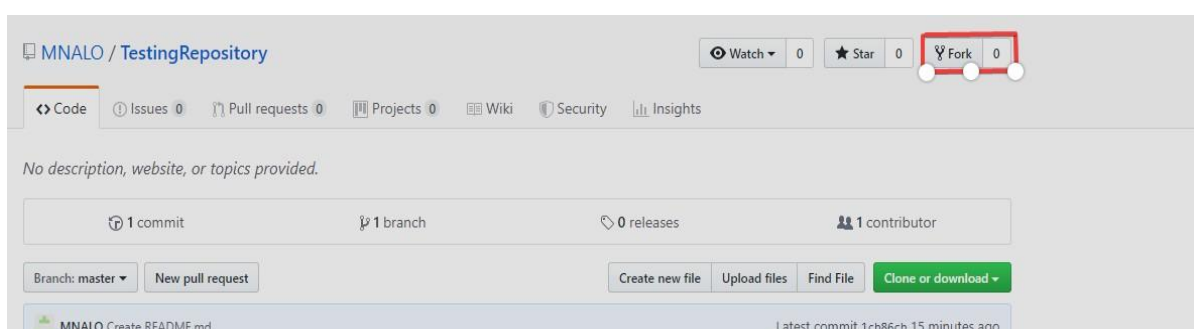 MNALO / TestingRepository
Watch 0 Star 0 Fork 0
Code Issues 0 Pull requests 0 Projects 0 Wiki Security Insights
No description, website, or topics provided.
1 commit 1 branch 0 releases 1 contributor
Branch: master New pull request Create new file Upload files Find File Clone or download
MNALO Create README.md Latest commit 1cb86cb 15 minutes ago